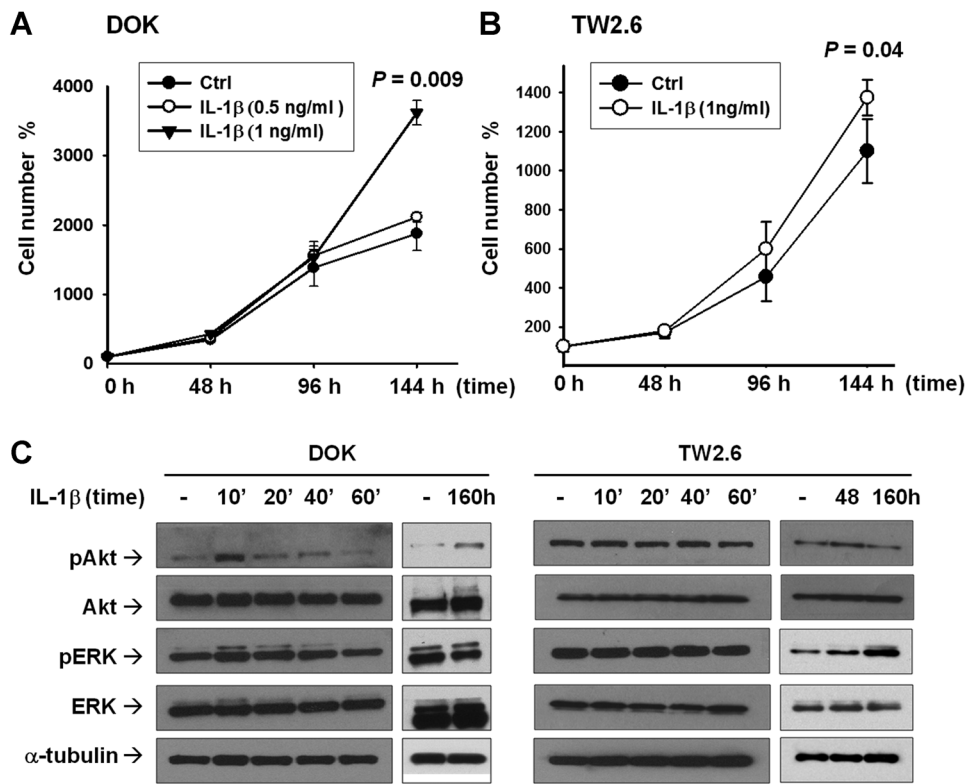 A DOK
Ctrl
IL-1β (0.5 ng/ml )
IL-1β (1 ng/ml)
P = 0.009
Cell number %
4000
3000
2000
1000
0
0 h 48 h 96 h 144 h (time)
B TW2.6
Ctrl
IL-1β (1ng/ml)
P = 0.04
Cell number %
1400
1200
1000
800
600
400
200
0 h 48 h 96 h 144 h (time)
C
DOK TW2.6
IL-1β (time) - 10’ 20’ 40’ 60’ - 160h - 10’ 20’ 40’ 60’ - 48 160h
pAkt →
Akt →
pERK →
ERK →
α-tubulin →